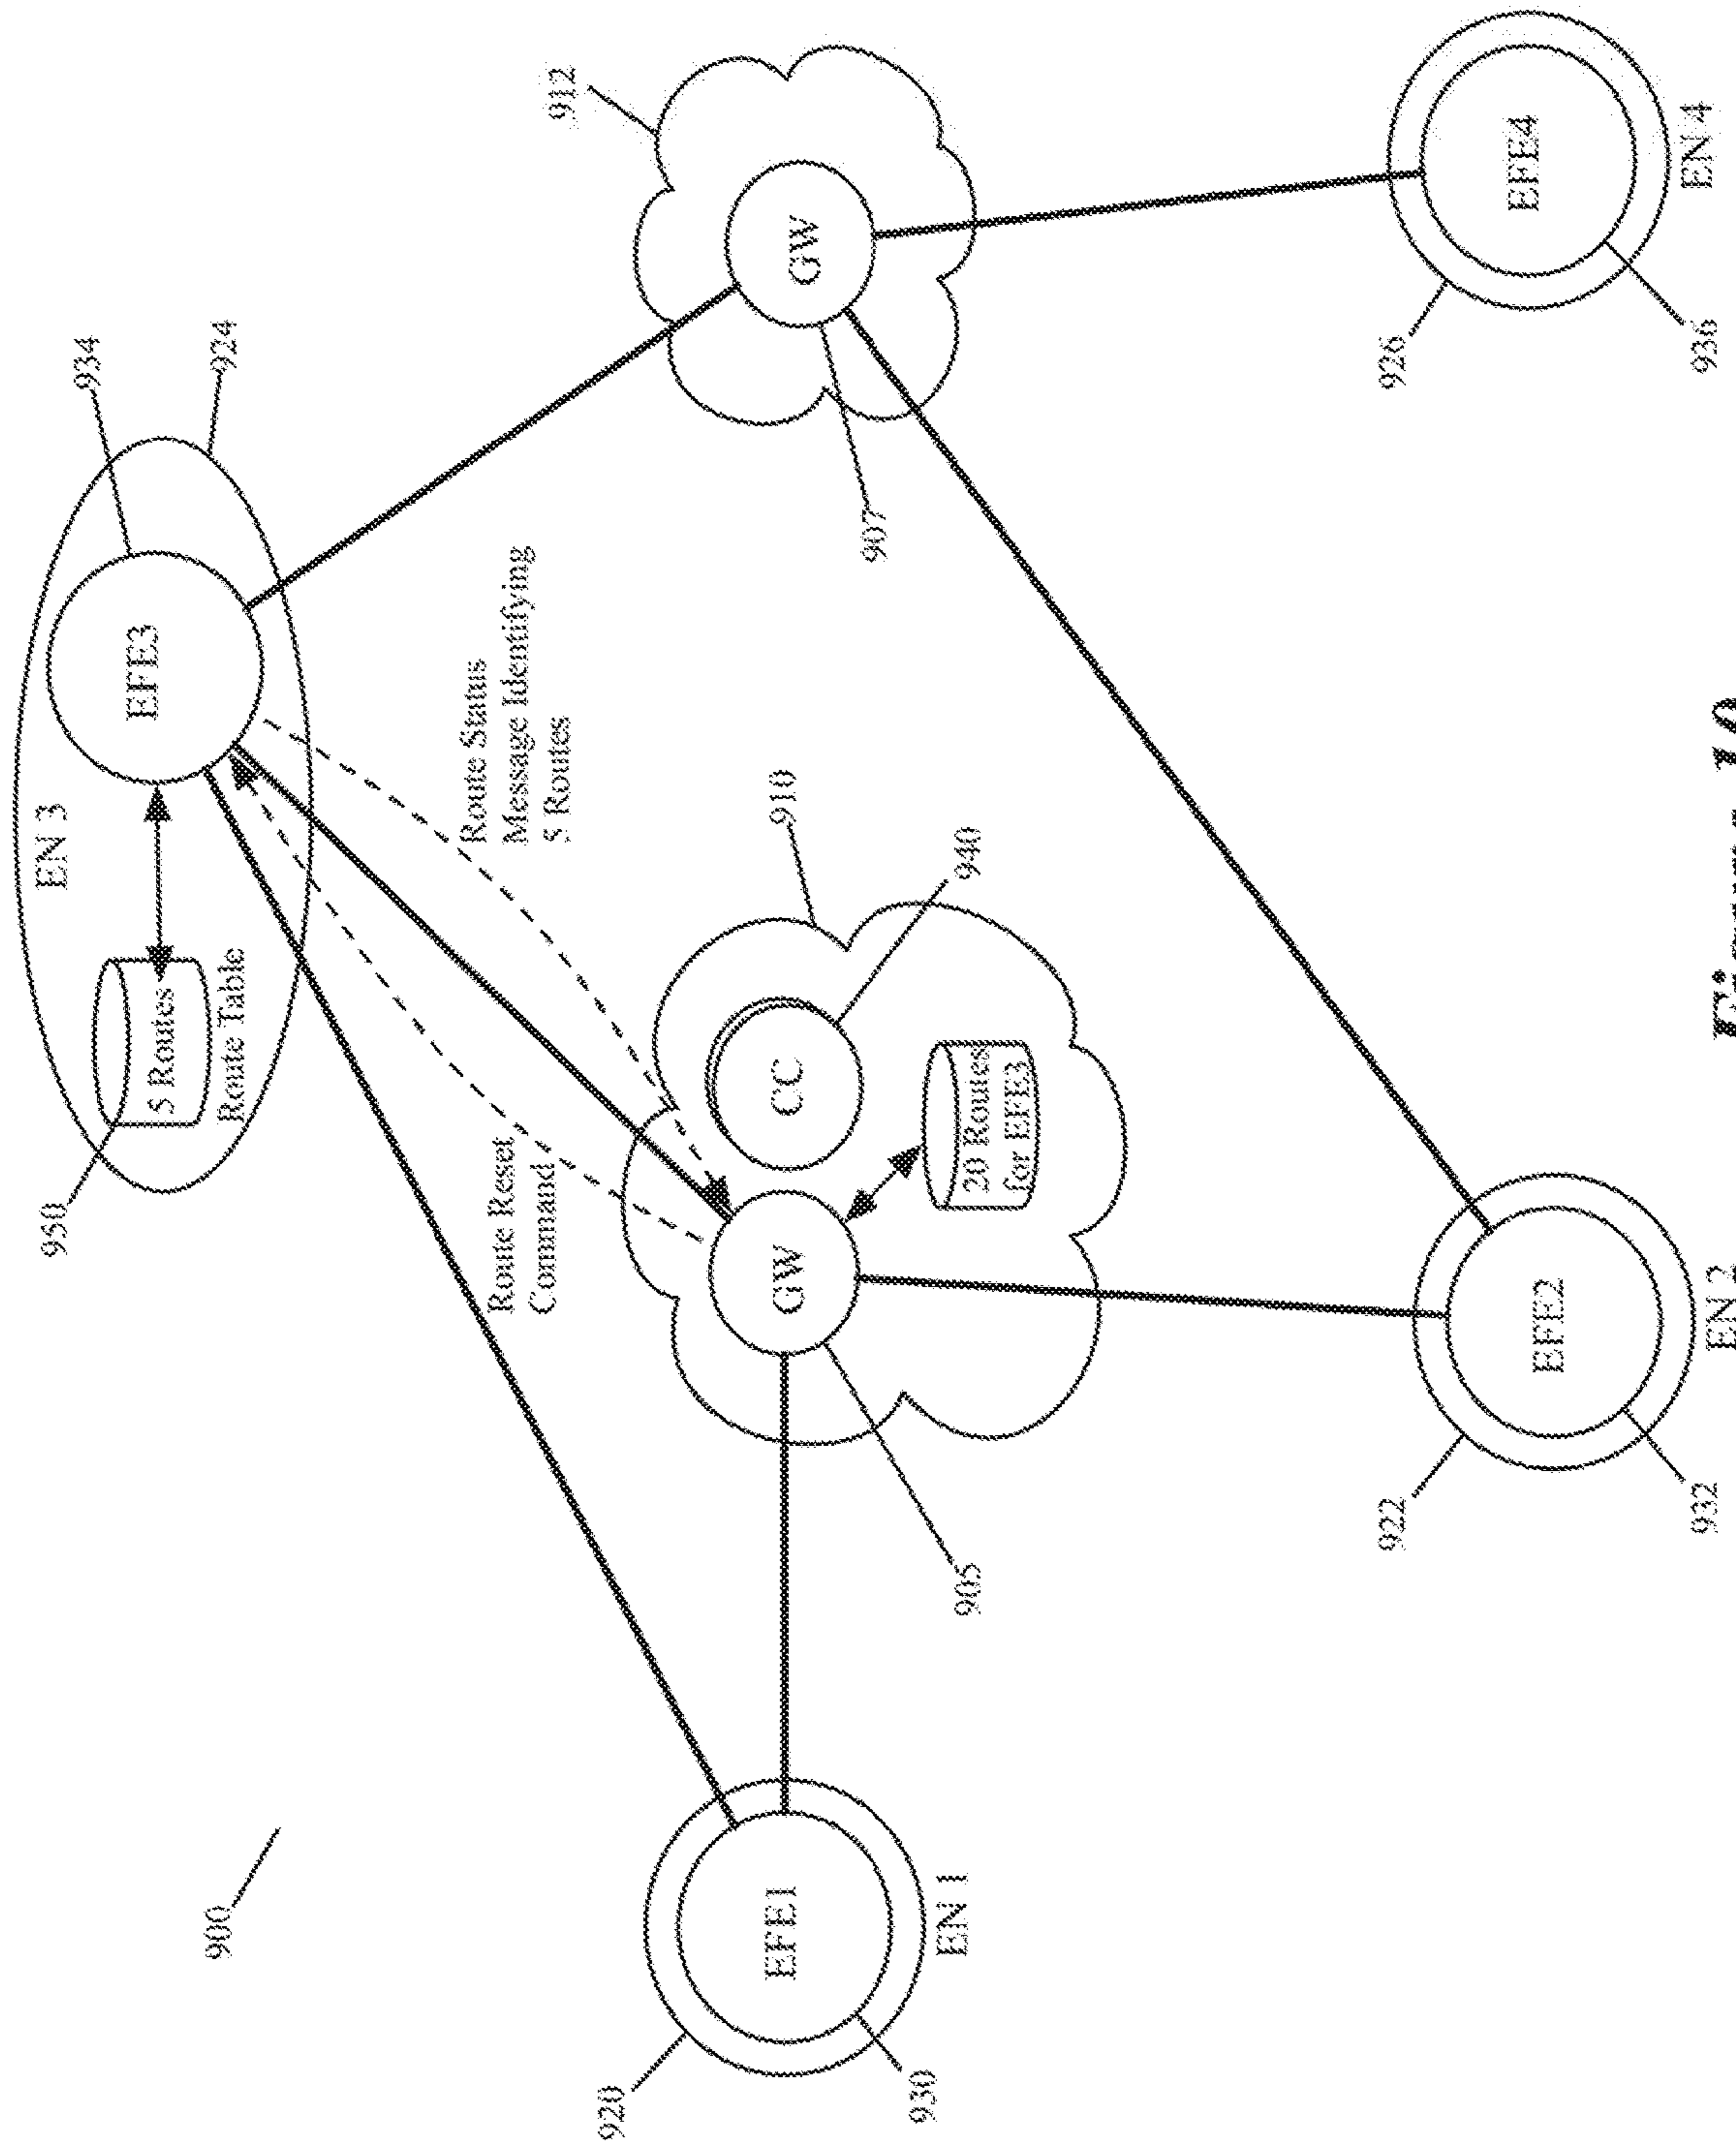 900
950
EN 3
EFE3
934
924
5 Routes
Route Table
Route Reset
Command
Route Status
Message Identifying
5 Routes
912
GW
907
910
940
CC
GW
20 Routes
for EFE3
905
920
EFE1
930
EN 1
922
EFE2
932
EN 2
926
EFE4
936
EN 4
Figure 10